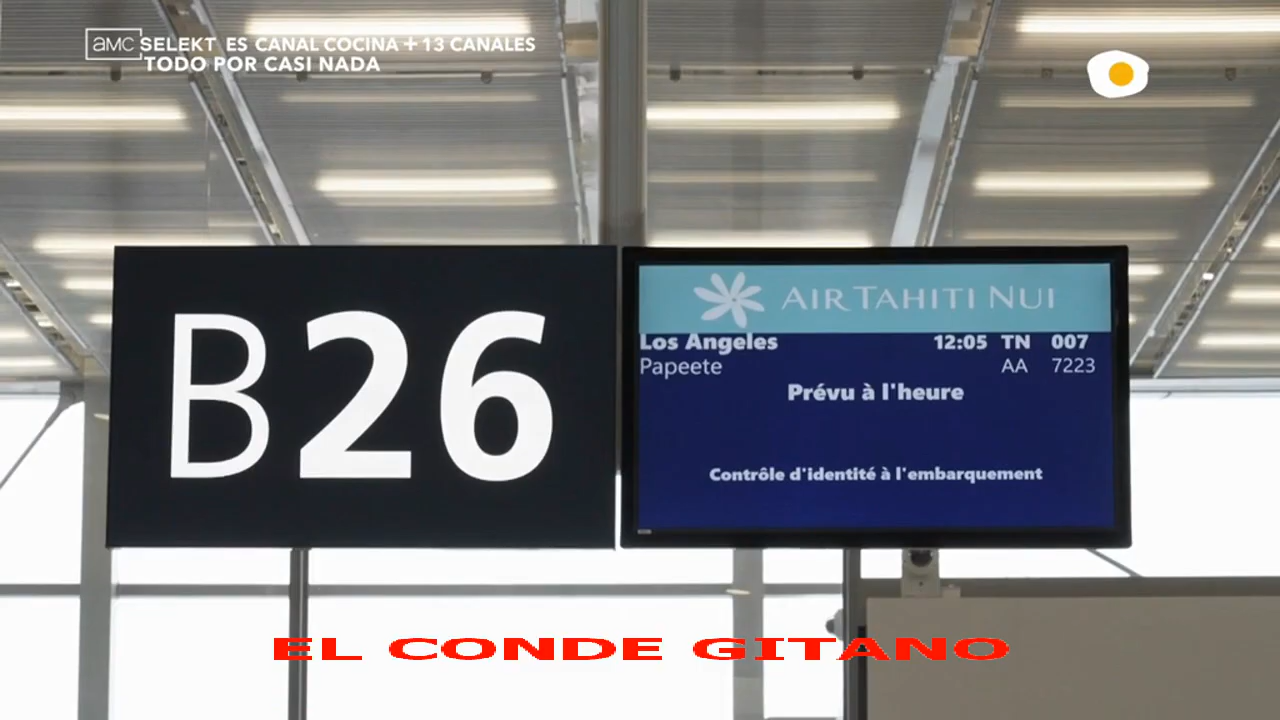 amc SELEKT ES CANAL COCINA + 13 CANALES
TODO POR CASI NADA
B26
AIR TAHITI NUI
Los Angeles 12:05 TN 007
Papeete AA 7223
Prévu à l'heure
Contrôle d'identité à l'embarquement
EL CONDE GITANO